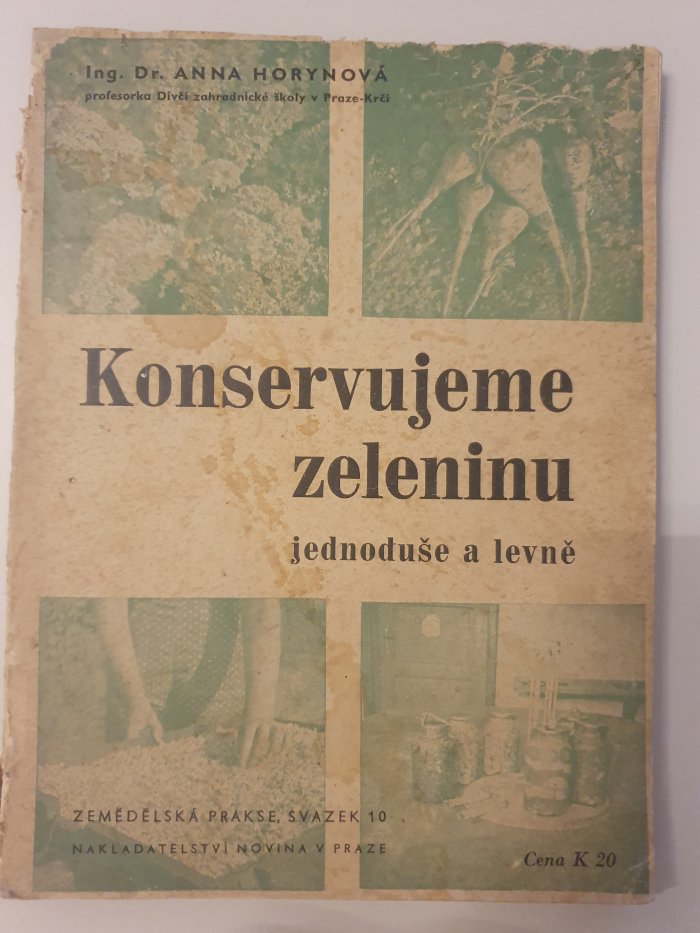 Ing. Dr. ANNA HORYNOVÁ
profesorka Dívčí zahradnické školy v Praze-Krči
Konservujeme
zeleninu
jednoduše a levně
ZEMĚDĚLSKÁ PRAKSE, SVAZEK 10
NAKLADATELSTVÍ NOVINA V PRAZE
Cena K 20